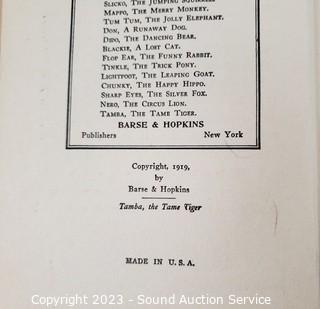 Slicko, The Jumping Squirrel.
Mappo, The Merry Monkey.
Tum Tum, The Jolly Elephant.
Don, A Runaway Dog.
Dido, The Dancing Bear.
Blackie, A Lost Cat.
Flop Ear, The Funny Rabbit.
Tinkle, The Trick Pony.
Lightfoot, The Leaping Goat.
Chunky, The Happy Hippo.
Sharp Eyes, The Silver Fox.
Nero, The Circus Lion.
Tamba, The Tame Tiger.
BARSE & HOPKINS
Publishers New York
Copyright, 1919,
by
Barse & Hopkins
Tamba, the Tame Tiger
MADE IN U.S.A.
Copyright 2023 - Sound Auction Service